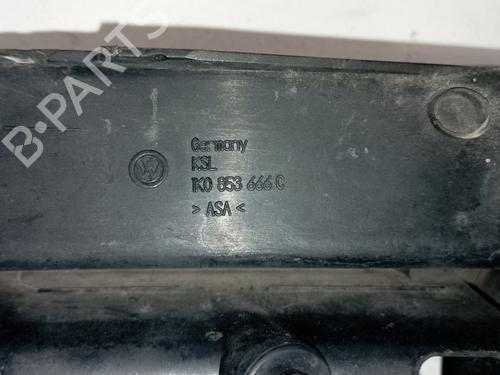 B-PARTS
Germany
KSL
1K0 853 666 C
> ASA <